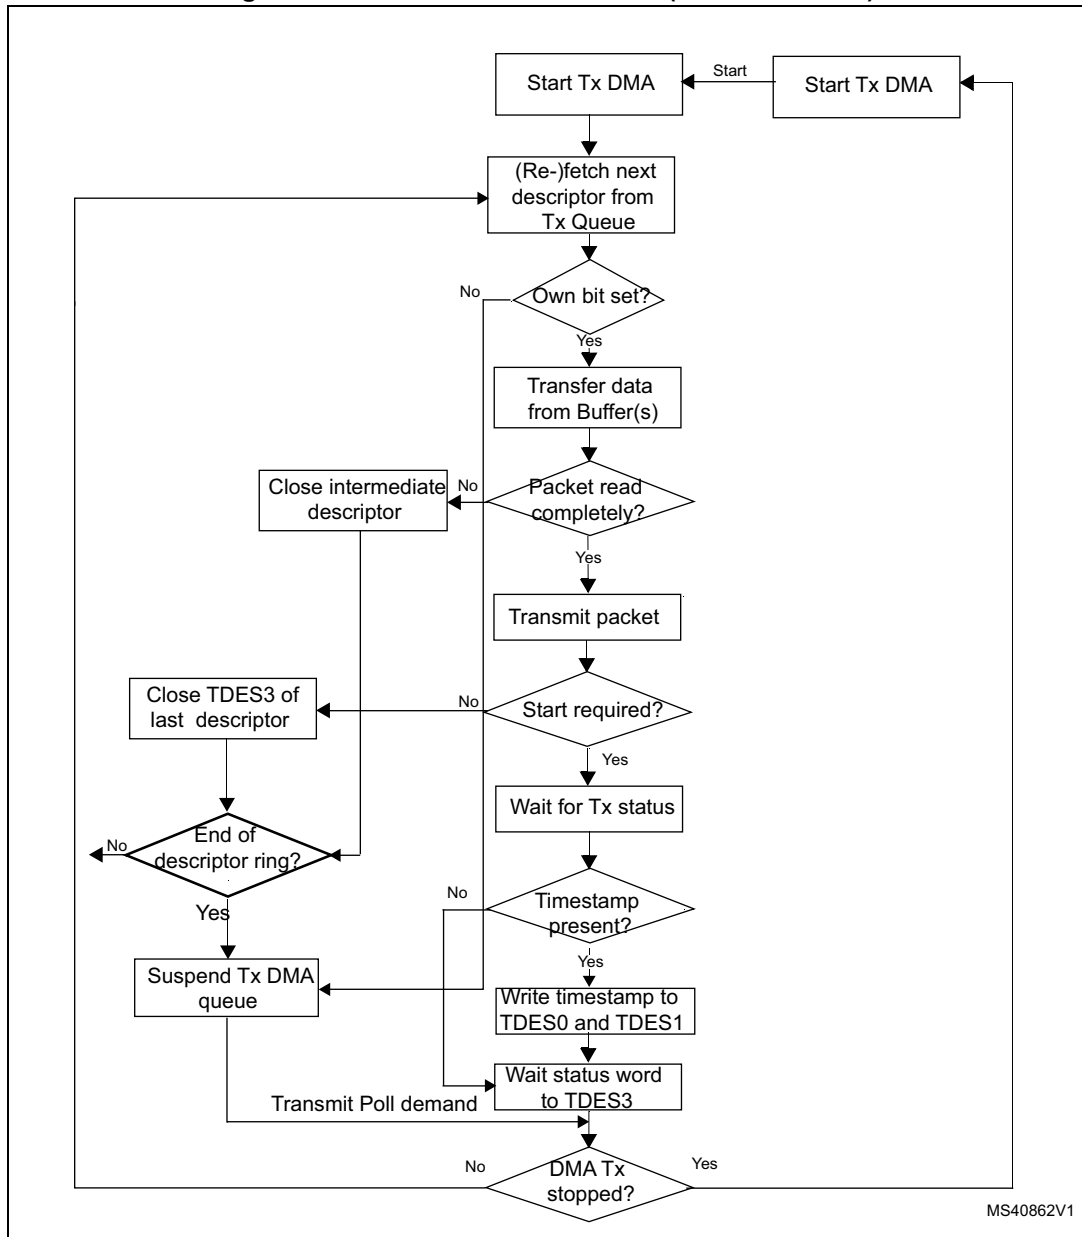 Start Tx DMA
Start
Start Tx DMA
(Re-)fetch next
descriptor from
Tx Queue
No
Own bit set?
Yes
Transfer data
from Buffer(s)
Close intermediate
descriptor
No
Packet read
completely?
Yes
Transmit packet
Close TDES3 of
last descriptor
No
Start required?
Yes
Wait for Tx status
No
End of
descriptor ring?
Yes
No
Timestamp
present?
Yes
Suspend Tx DMA
queue
Write timestamp to
TDES0 and TDES1
Wait status word
to TDES3
Transmit Poll demand
No
DMA Tx
stopped?
Yes
MS40862V1